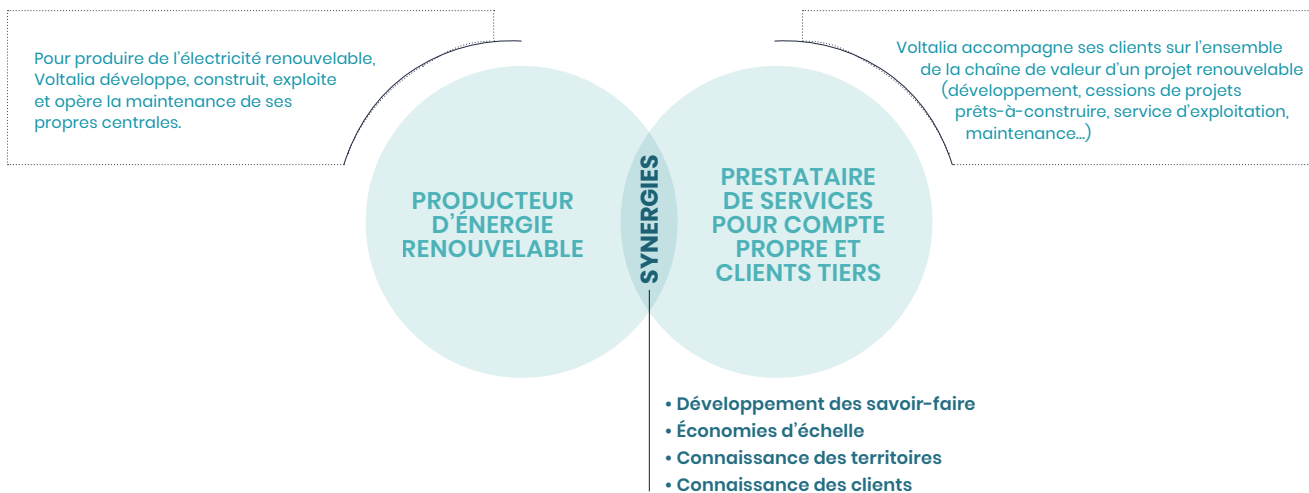 Pour produire de l’électricité renouvelable,
Voltalia développe, construit, exploite
et opère la maintenance de ses
propres centrales.
Voltalia accompagne ses clients sur l’ensemble
de la chaîne de valeur d’un projet renouvelable
(développement, cessions de projets
prêts-à-construire, service d’exploitation,
maintenance...)
PRODUCTEUR
D’ÉNERGIE
RENOUVELABLE
SYNERGIES
PRESTATAIRE
DE SERVICES
POUR COMPTE
PROPRE ET
CLIENTS TIERS
• Développement des savoir-faire
• Économies d’échelle
• Connaissance des territoires
• Connaissance des clients